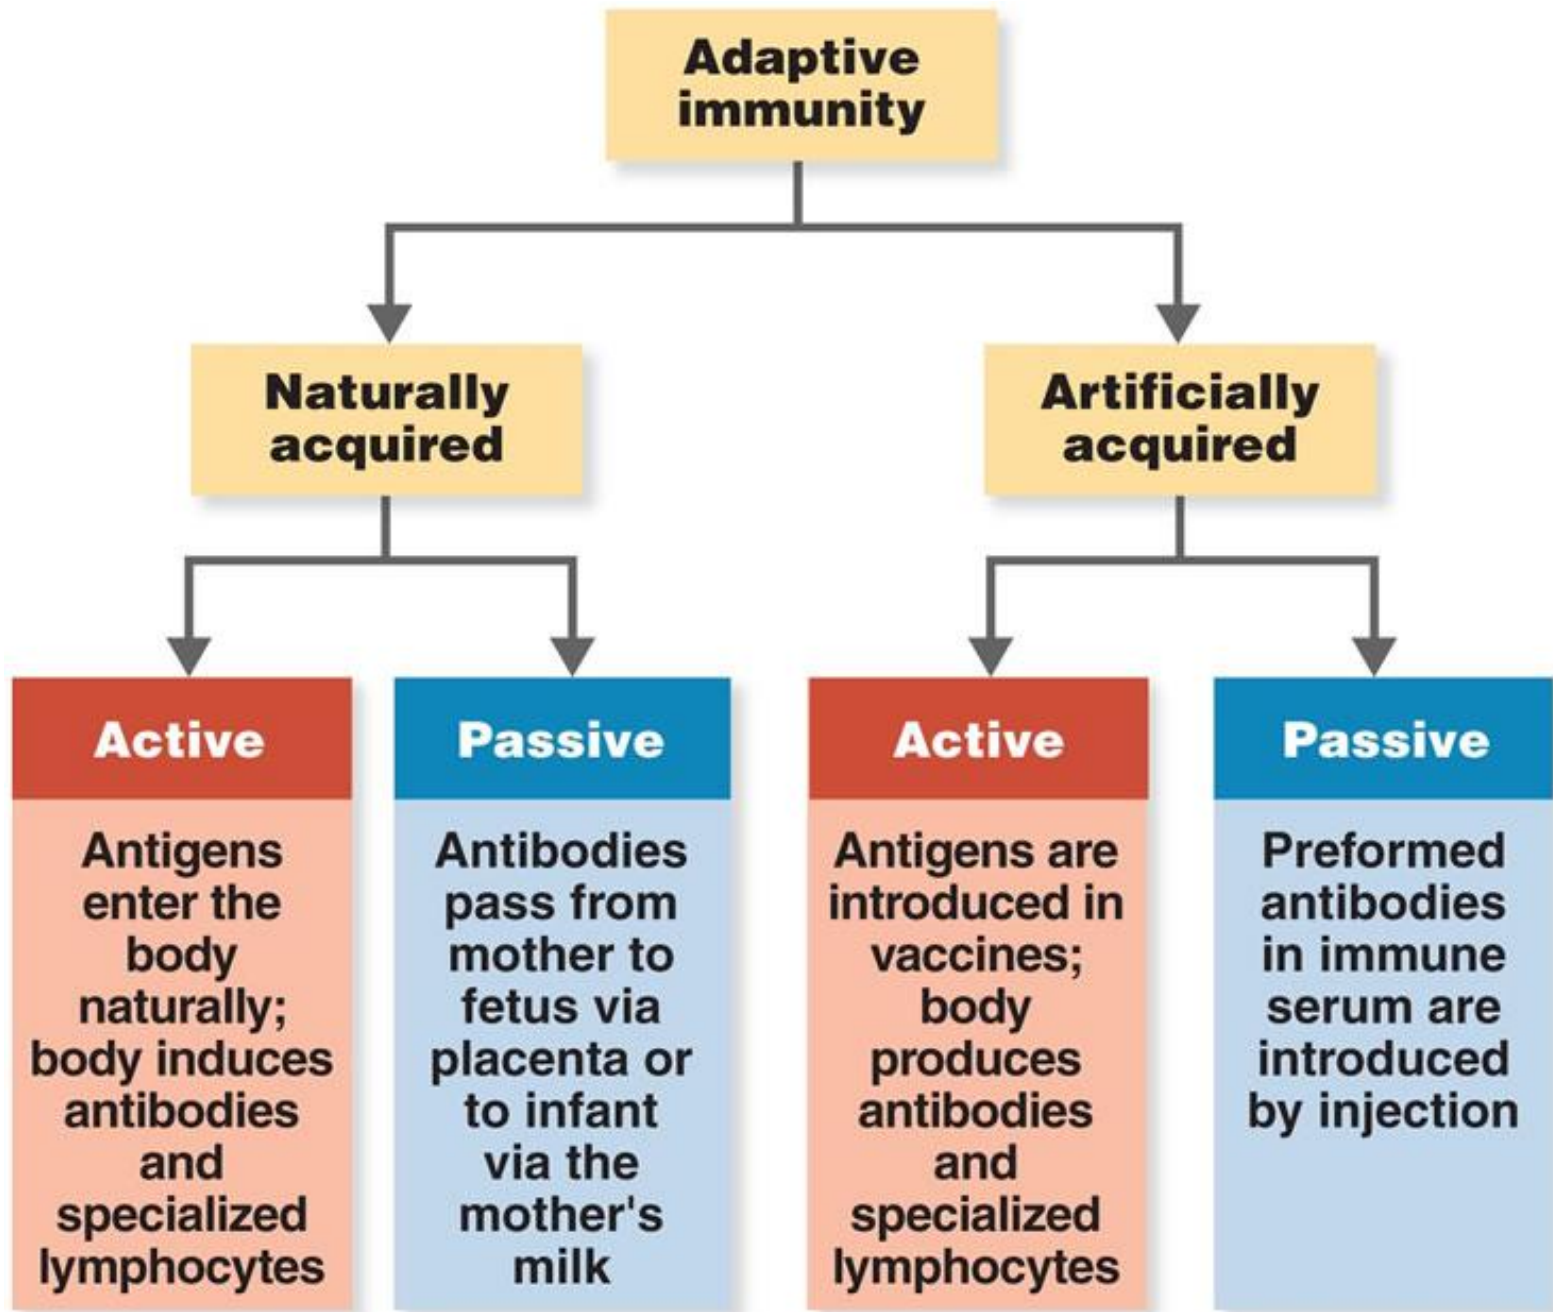 Adaptive
immunity
Naturally
acquired
Artificially
acquired
Active
Antigens
enter the
body
naturally;
body induces
antibodies
and
specialized
lymphocytes
Passive
Antibodies
pass from
mother to
fetus via
placenta or
to infant
via the
mother's
milk
Active
Antigens are
introduced in
vaccines;
body
produces
antibodies
and
specialized
lymphocytes
Passive
Preformed
antibodies
in immune
serum are
introduced
by injection